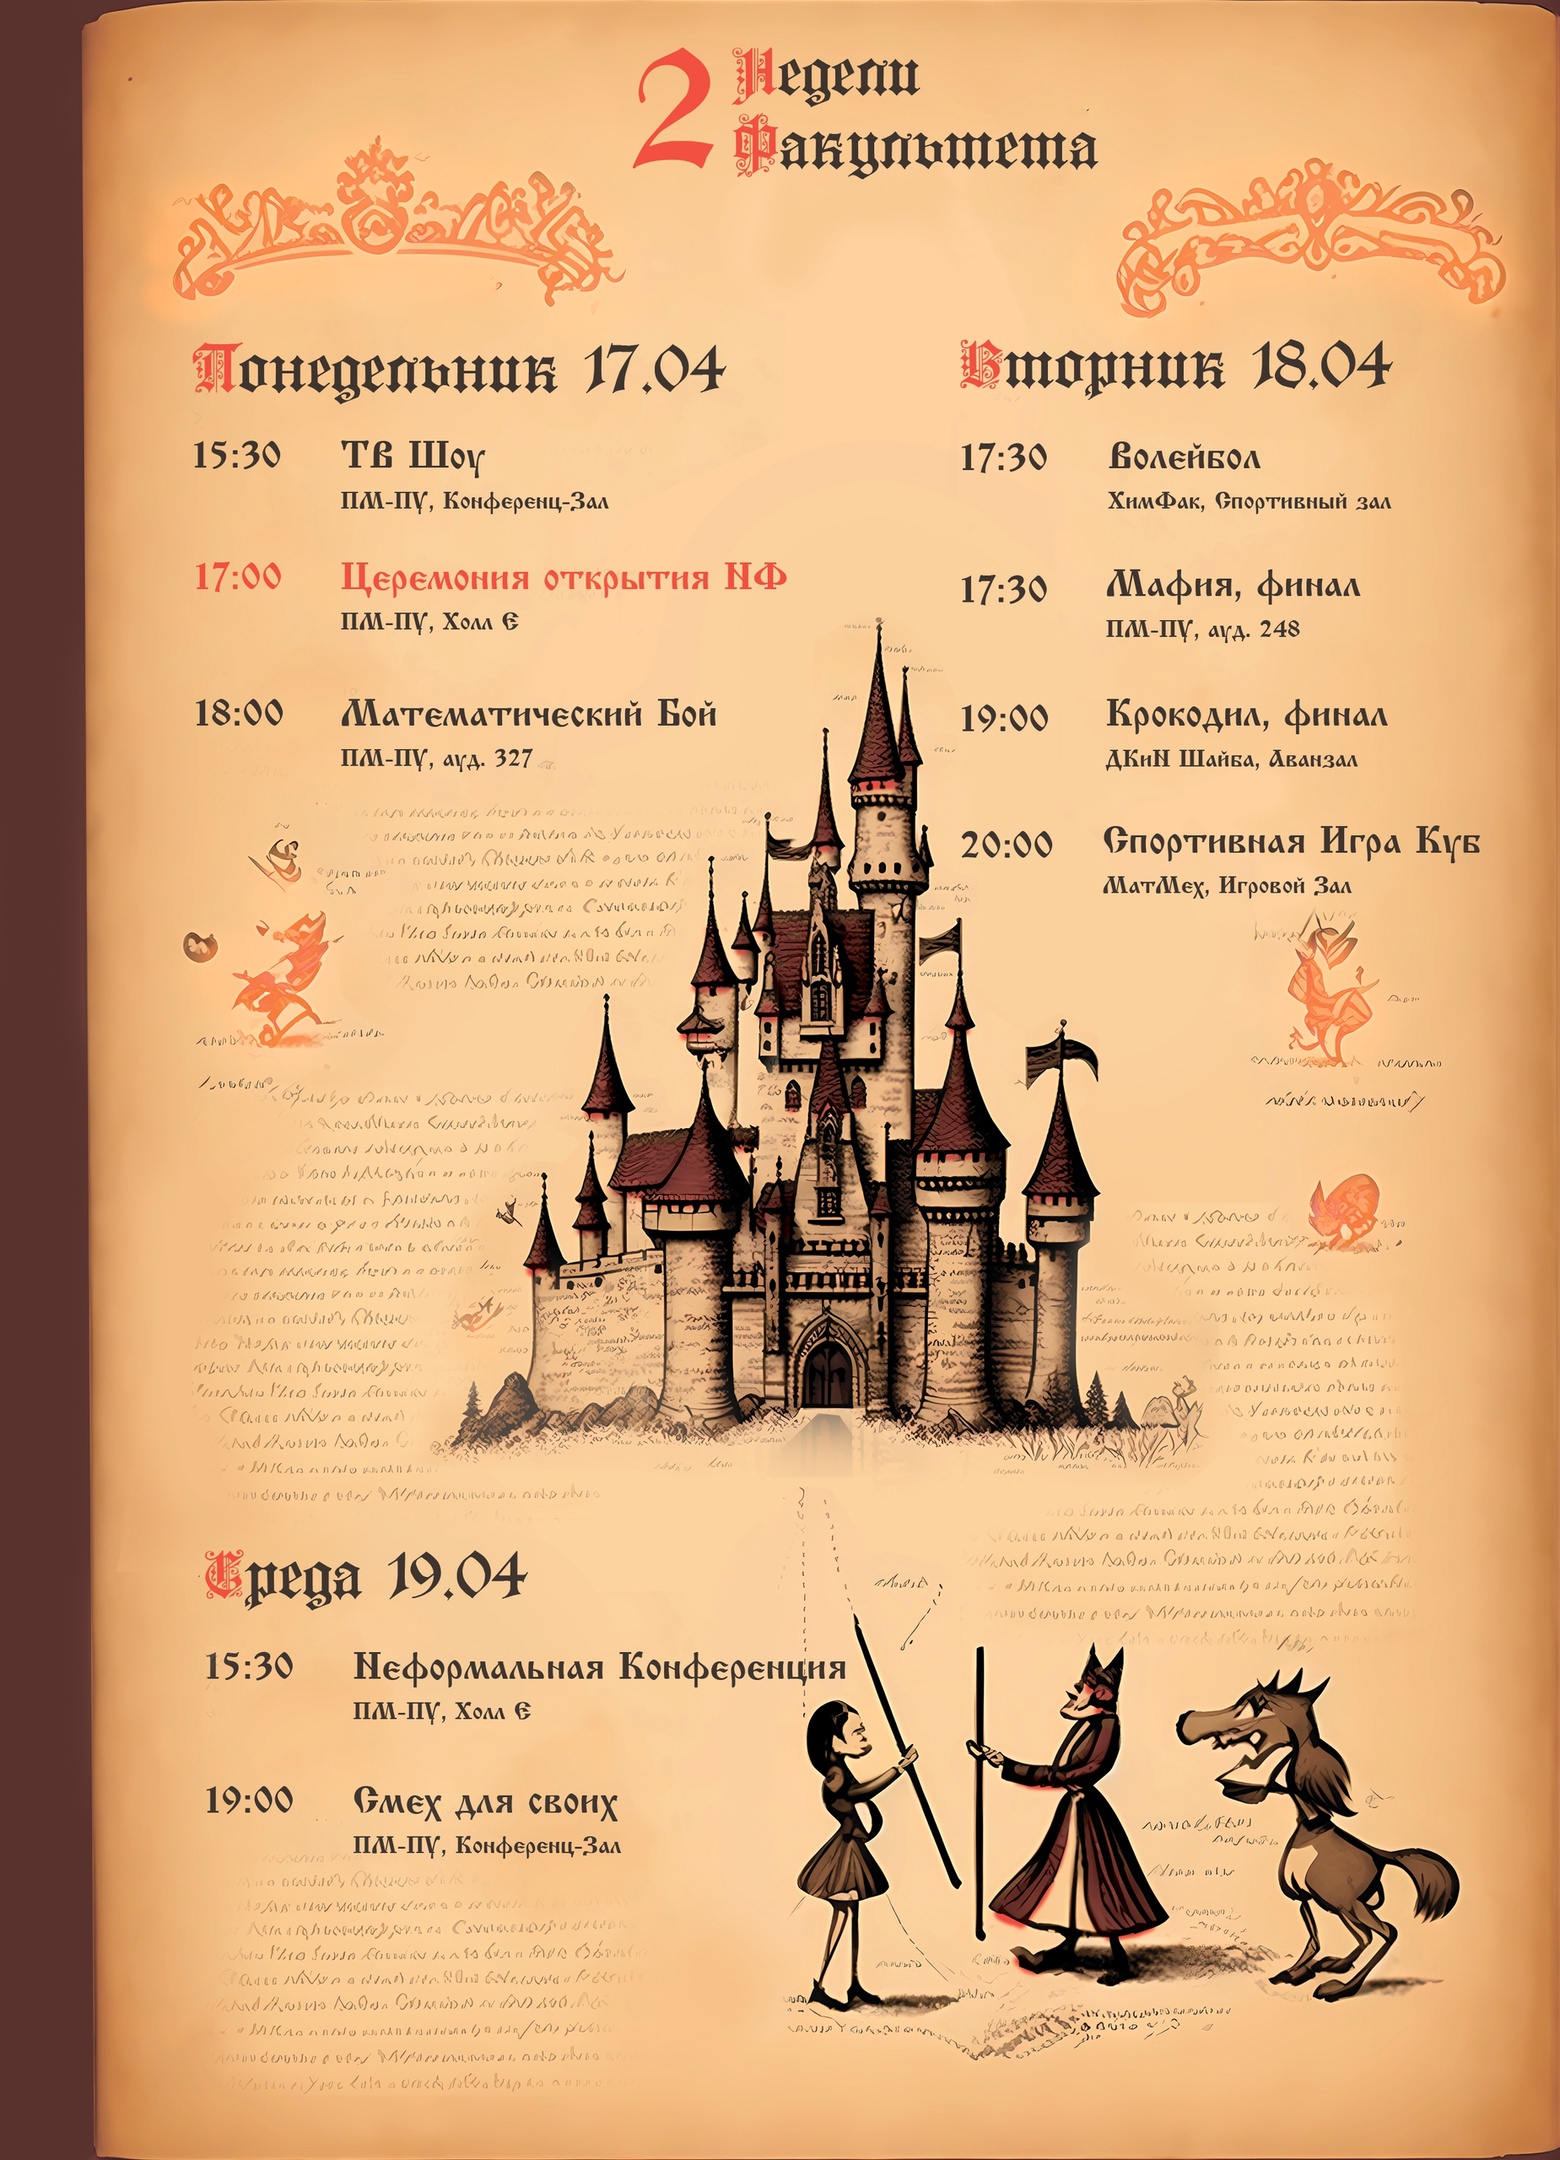 2 Недели
Факультета
Понедельник 17.04
15:30 ТВ Шоу
ПМ-ПУ, Конференц-Зал
17:00 Церемония открытия НФ
ПМ-ПУ, Холл Е
18:00 Математический Бой
ПМ-ПУ, ауд. 327
Вторник 18.04
17:30 Волейбол
ХимФак, Спортивный зал
17:30 Мафия, финал
ПМ-ПУ, ауд. 248
19:00 Крокодил, финал
ДКиН Шайба, Аванзал
20:00 Спортивная Игра Куб
МатМех, Игровой Зал
Среда 19.04
15:30 Неформальная Конференция
ПМ-ПУ, Холл Е
19:00 Смех для своих
ПМ-ПУ, Конференц-Зал